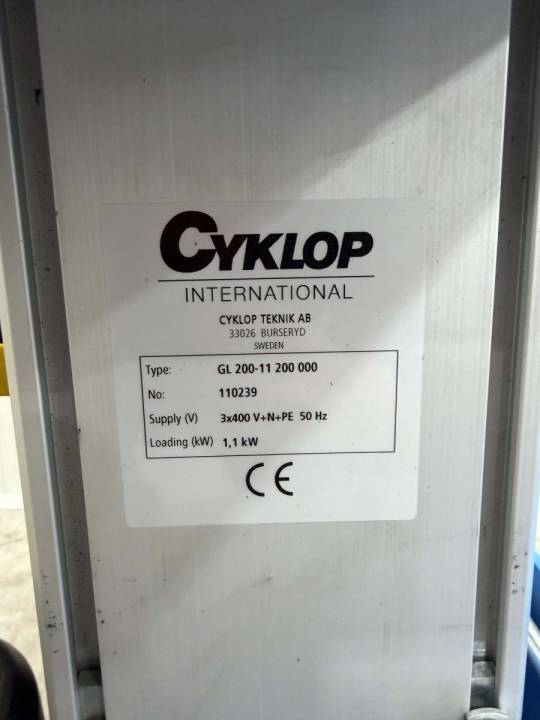 CYKLOP
INTERNATIONAL
CYKLOP TEKNIK AB
33026 BURSERYD
SWEDEN
Type: GL 200-11 200 000
No: 110239
Supply (V) 3x400 V+N+PE 50 Hz
Loading (kW) 1,1 kW
CE